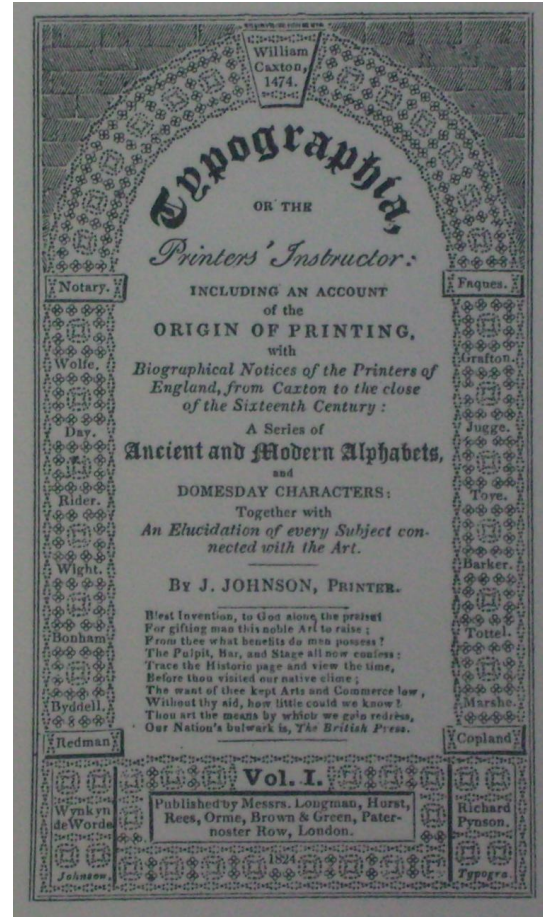 William
Caxton,
1474.
Typographia,
OR THE
Printers' Instructor:
INCLUDING AN ACCOUNT
of the
ORIGIN OF PRINTING,
with
Biographical Notices of the Printers of
England, from Caxton to the close
of the Sixteenth Century:
A Series of
Ancient and Modern Alphabets,
and
DOMESDAY CHARACTERS:
Together with
An Elucidation of every Subject con-
nected with the Art.
By J. JOHNSON, Printer.
Blest Invention, to God alone the praise!
For gifting man this noble Art to raise;
From thee what benefits do men possess?
The Pulpit, Bar, and Stage all now confess:
Trace the Historic page and view the time,
Before thou visited our native clime;
The want of thee kept Arts and Commerce low,
Without thy aid, how little could we know?
Thou art the means by which we gain redress,
Our Nation's bulwark is, The British Press.
Notary.
Wolfe.
Day.
Rider.
Wight.
Bonham
Byddell.
Redman
Faques.
Grafton.
Jugge.
Toye.
Barker.
Tottel.
Marshe.
Copland
Vol. I.
Wynkyn
de Worde
Johnson.
Published by Messrs. Longman, Hurst,
Rees, Orme, Brown & Green, Pater-
noster Row, London.
1824
Richard
Pynson.
Typogra.